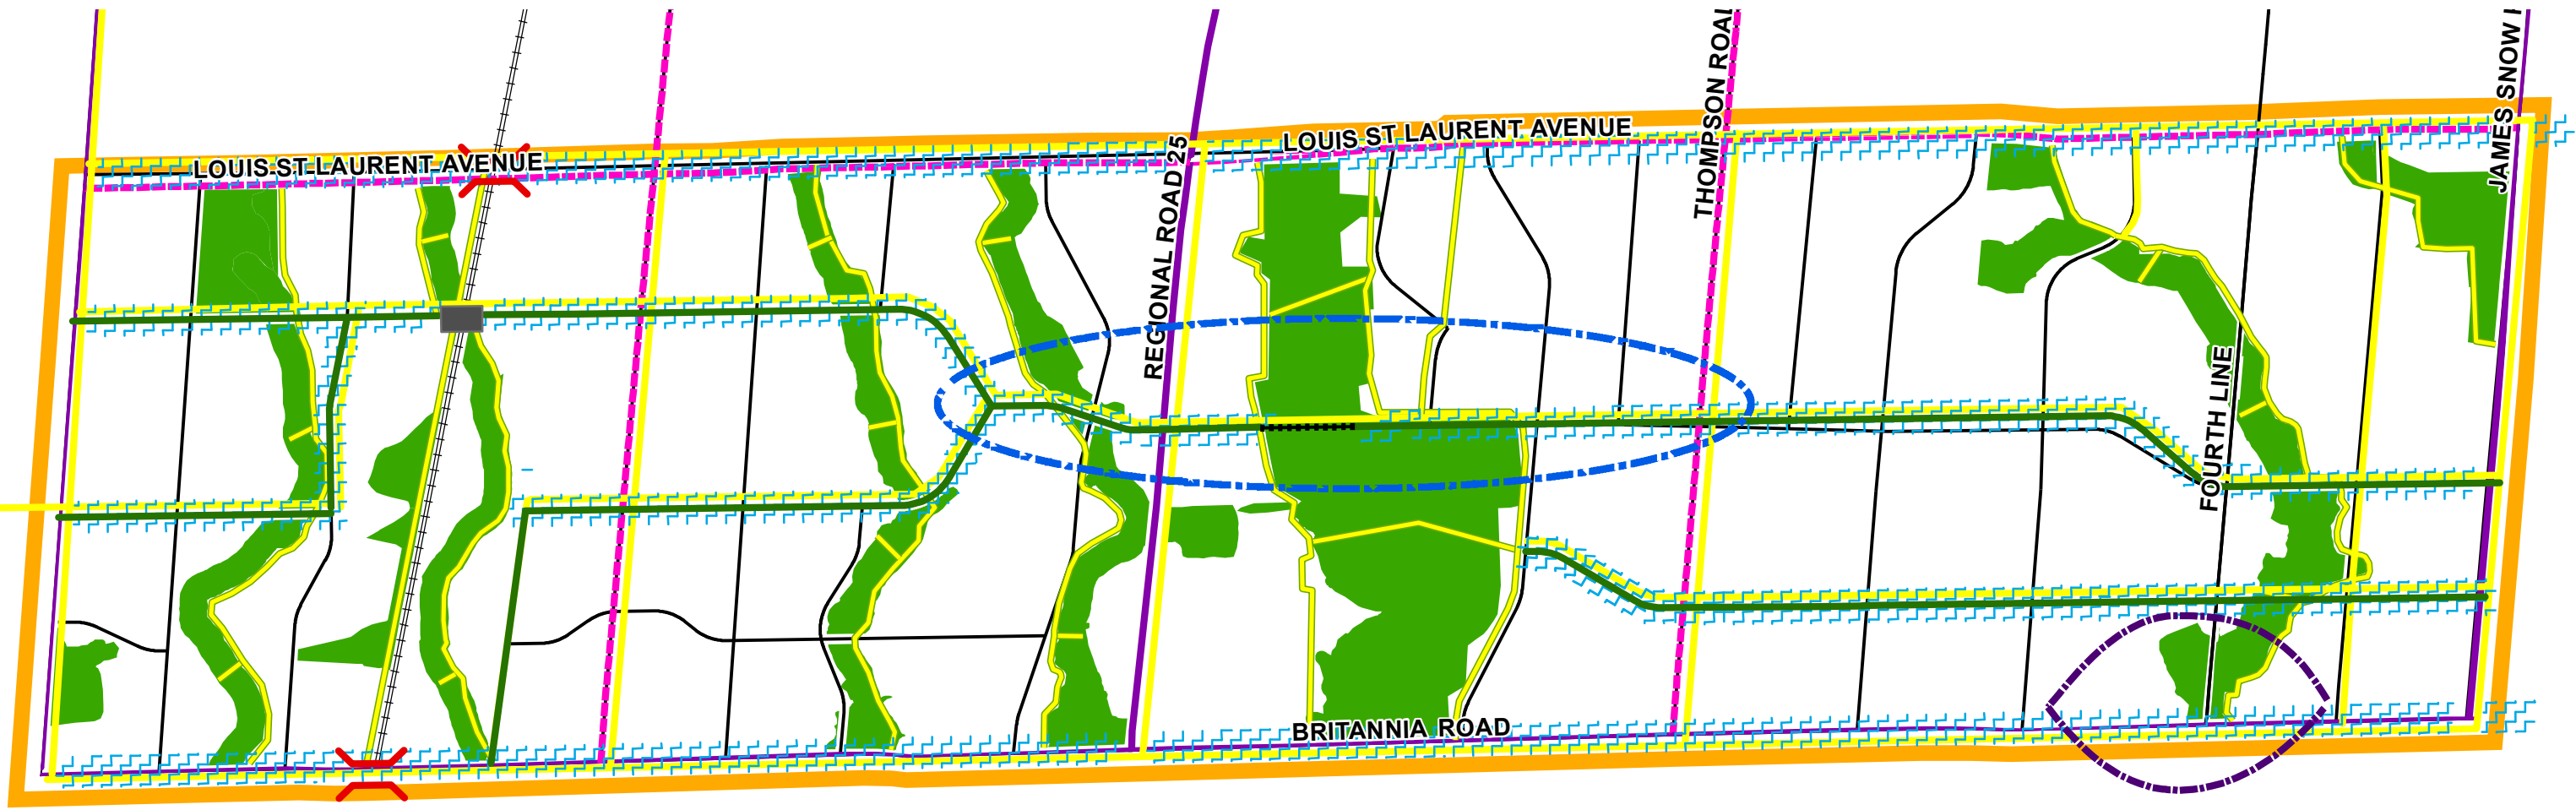 LOUIS ST LAURENT AVENUE
REGIONAL ROAD 25
LOUIS ST LAURENT AVENUE
THOMPSON ROAD
FOURTH LINE
JAMES SNOW
BRITANNIA ROAD